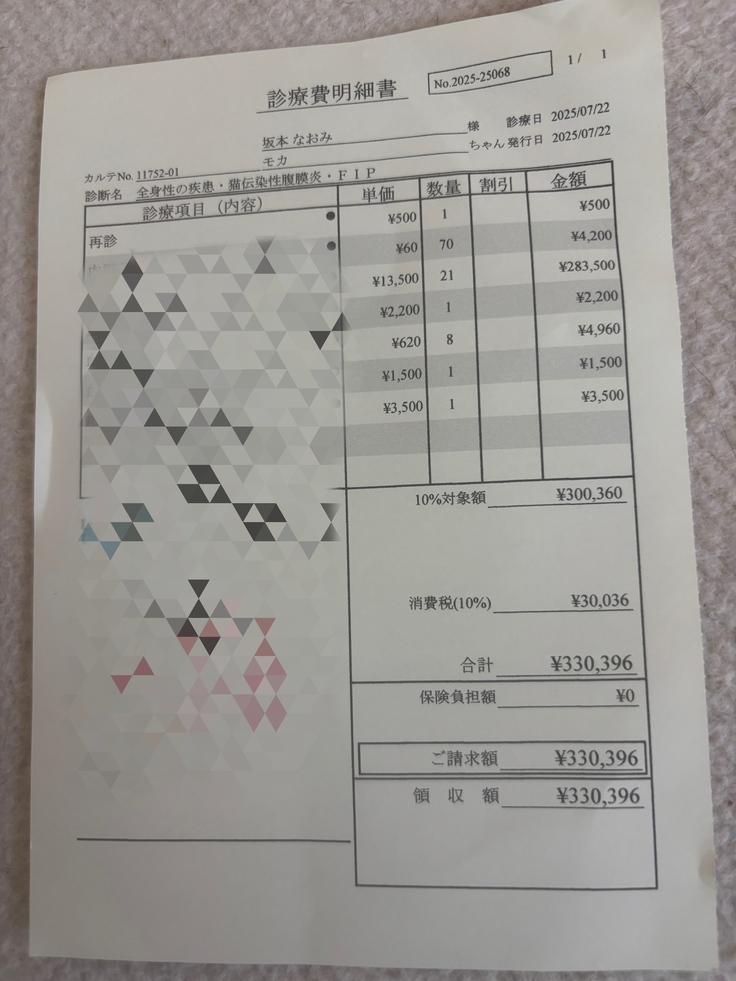 診療費明細書 No.2025-25068 1/ 1
坂本 なおみ 様 診療日 2025/07/22
モカ ちゃん 発行日 2025/07/22
カルテNo. 11752-01
診断名 全身性の疾患・猫伝染性腹膜炎・FIP
診療項目（内容） 単価 数量 割引 金額
再診 ● ¥500 1 ¥500
● ¥60 70 ¥4,200
¥13,500 21 ¥283,500
¥2,200 1 ¥2,200
¥620 8 ¥4,960
¥1,500 1 ¥1,500
¥3,500 1 ¥3,500
10%対象額 ¥300,360
消費税(10%) ¥30,036
合計 ¥330,396
保険負担額 ¥0
ご請求額 ¥330,396
領 収 額 ¥330,396